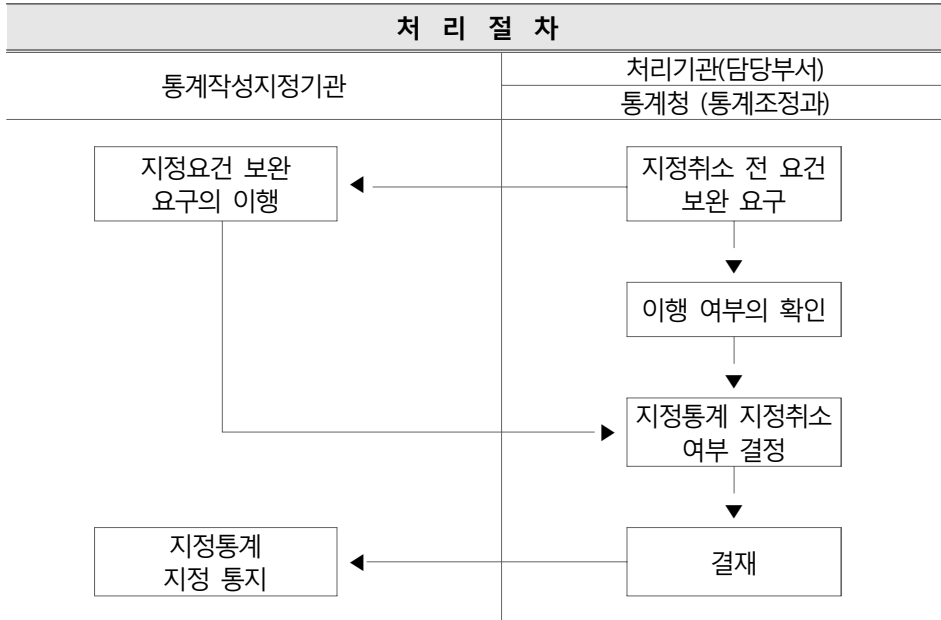 처 리 절 차
통계작성지정기관
처리기관(담당부서)
통계청 (통계조정과)
지정요건 보완
요구의 이행
지정취소 전 요건
보완 요구
이행 여부의 확인
지정통계 지정취소
여부 결정
지정통계
지정 통지
결재